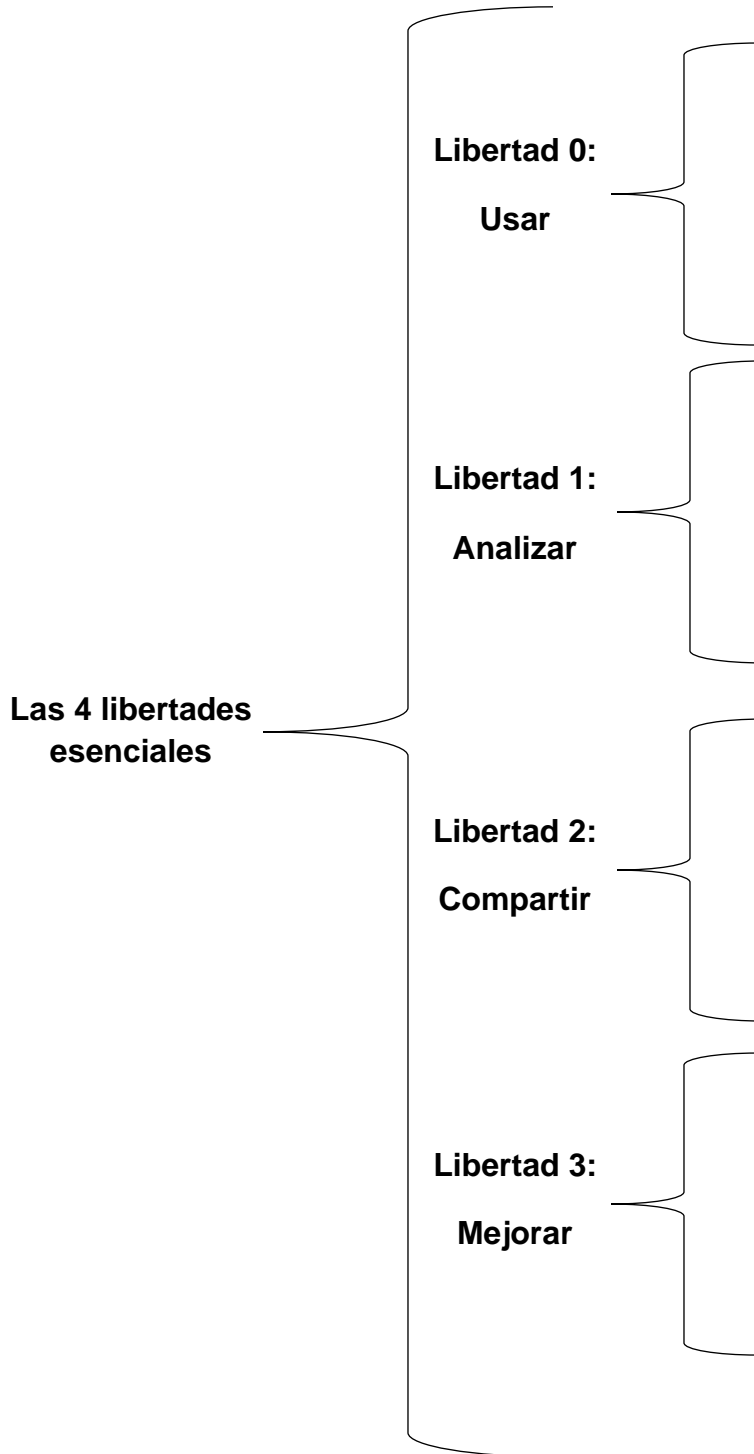 Libertad 0:
Usar
Libertad 1:
Analizar
Las 4 libertades
esenciales
Libertad 2:
Compartir
Libertad 3:
Mejorar